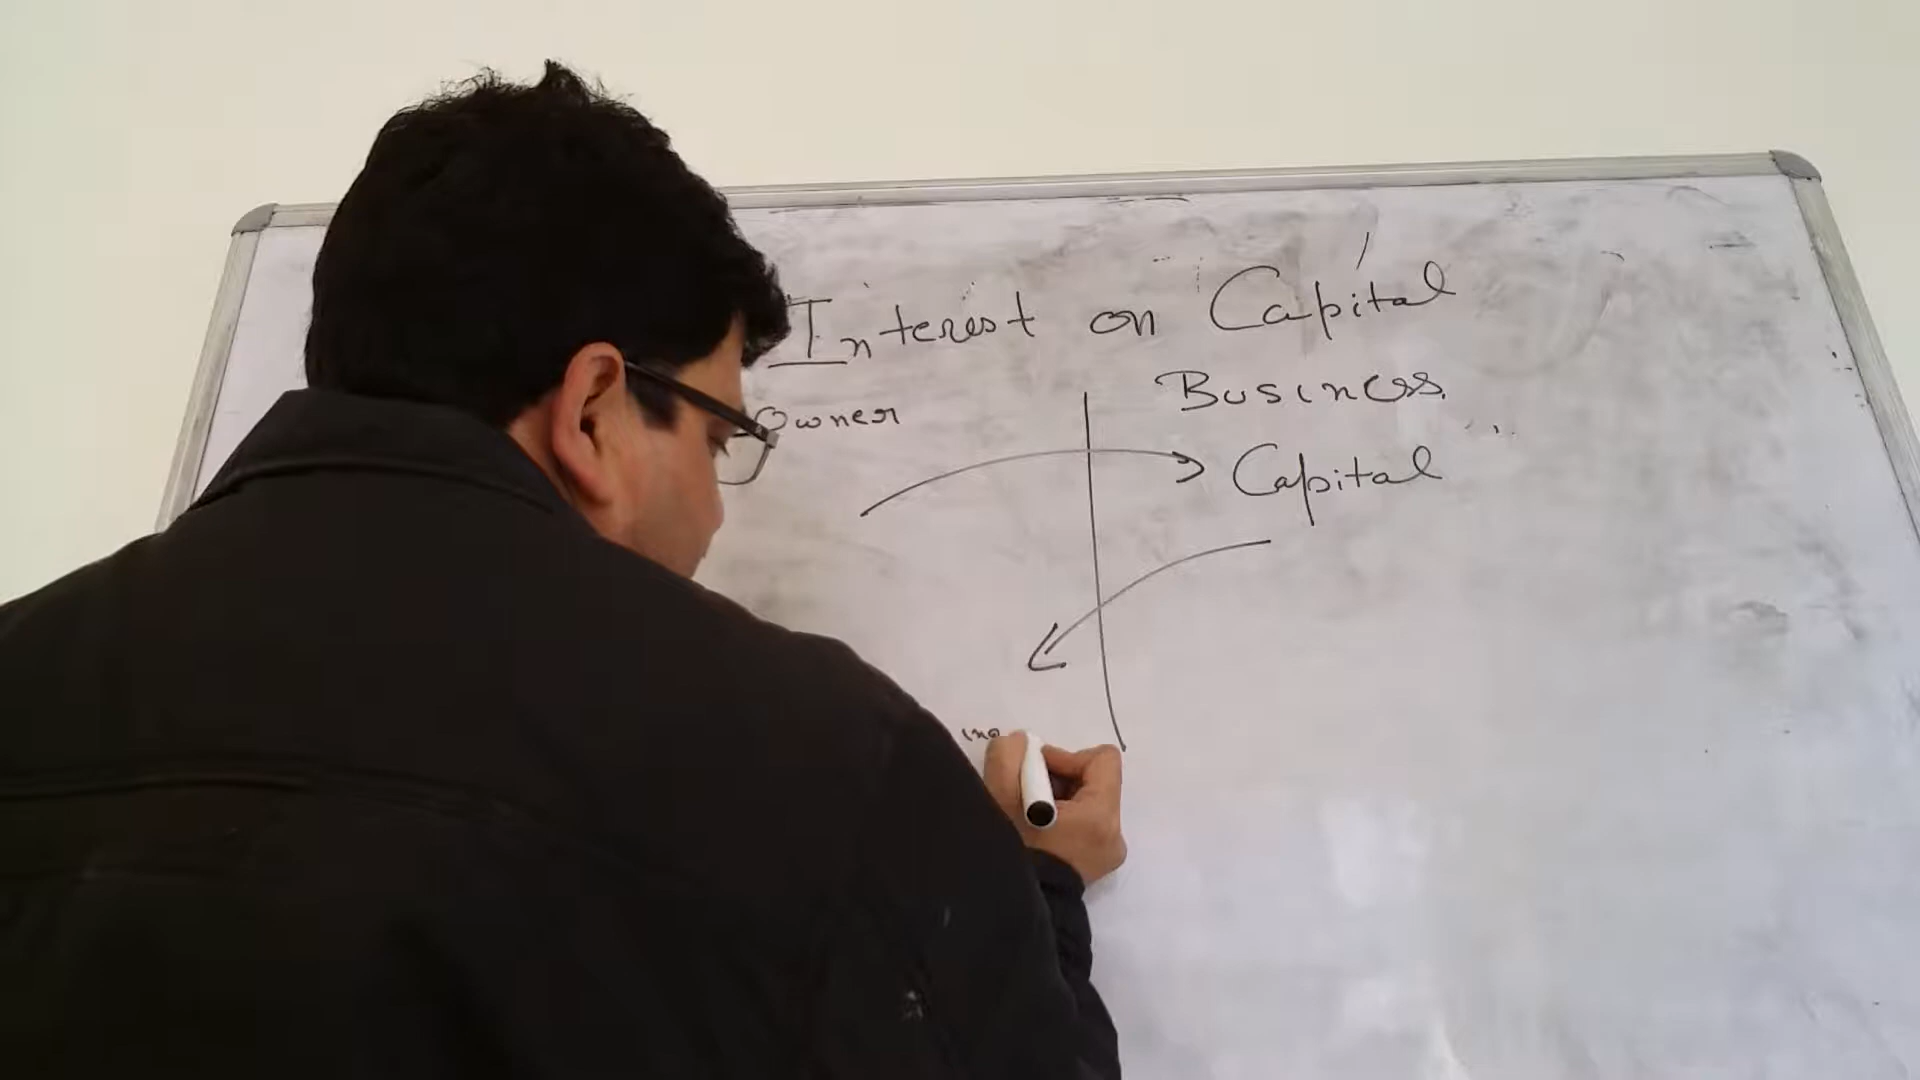 Interest on Capital
Owner
Business
Capital